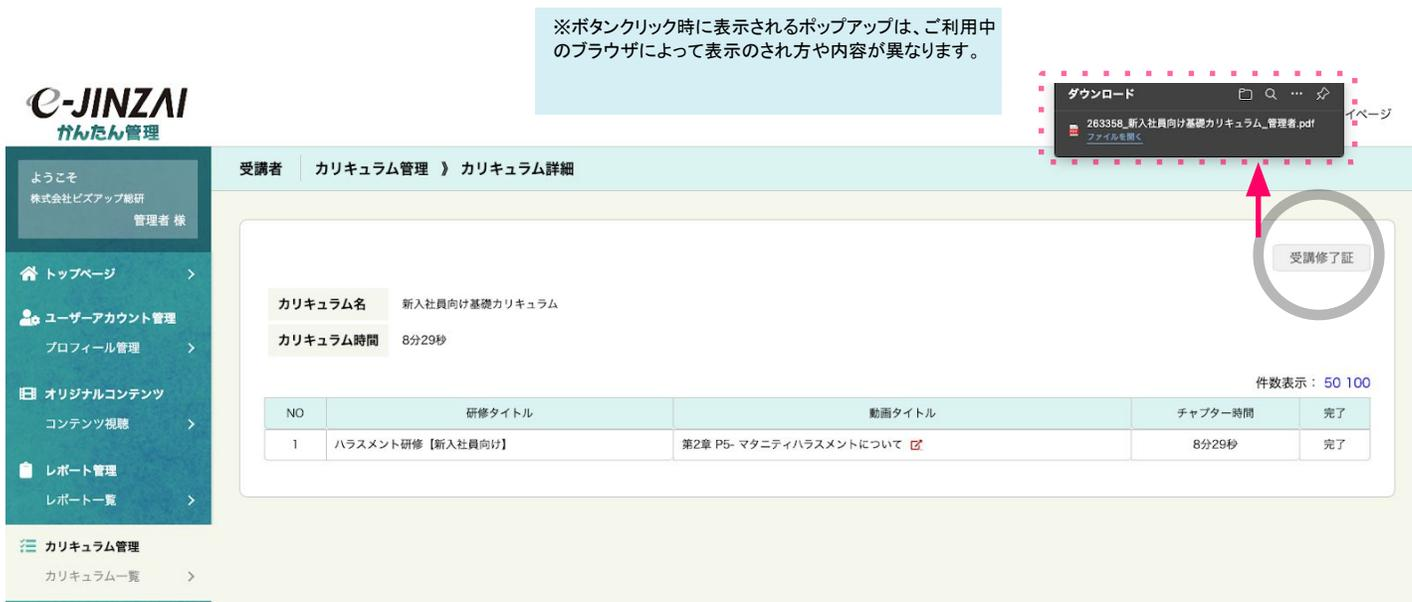 ※ボタンクリック時に表示されるポップアップは、ご利用中
のブラウザによって表示のされ方や内容が異なります。
e-JINZAI
かんたん管理
ダウンロード
263358_新入社員向け基礎カリキュラム_管理者.pdf
ファイルを開く
イページ
ようこそ
株式会社ビズアップ総研
管理者 様
受講者 カリキュラム管理 》 カリキュラム詳細
トップページ
ユーザーアカウント管理
プロフィール管理
オリジナルコンテンツ
コンテンツ視聴
レポート管理
レポート一覧
カリキュラム管理
カリキュラム一覧
受講修了証
カリキュラム名 新入社員向け基礎カリキュラム
カリキュラム時間 8分29秒
件数表示: 50 100
NO 研修タイトル 動画タイトル チャプター時間 完了
1 ハラスメント研修【新入社員向け】 第2章 P5- マタニティハラスメントについて 8分29秒 完了